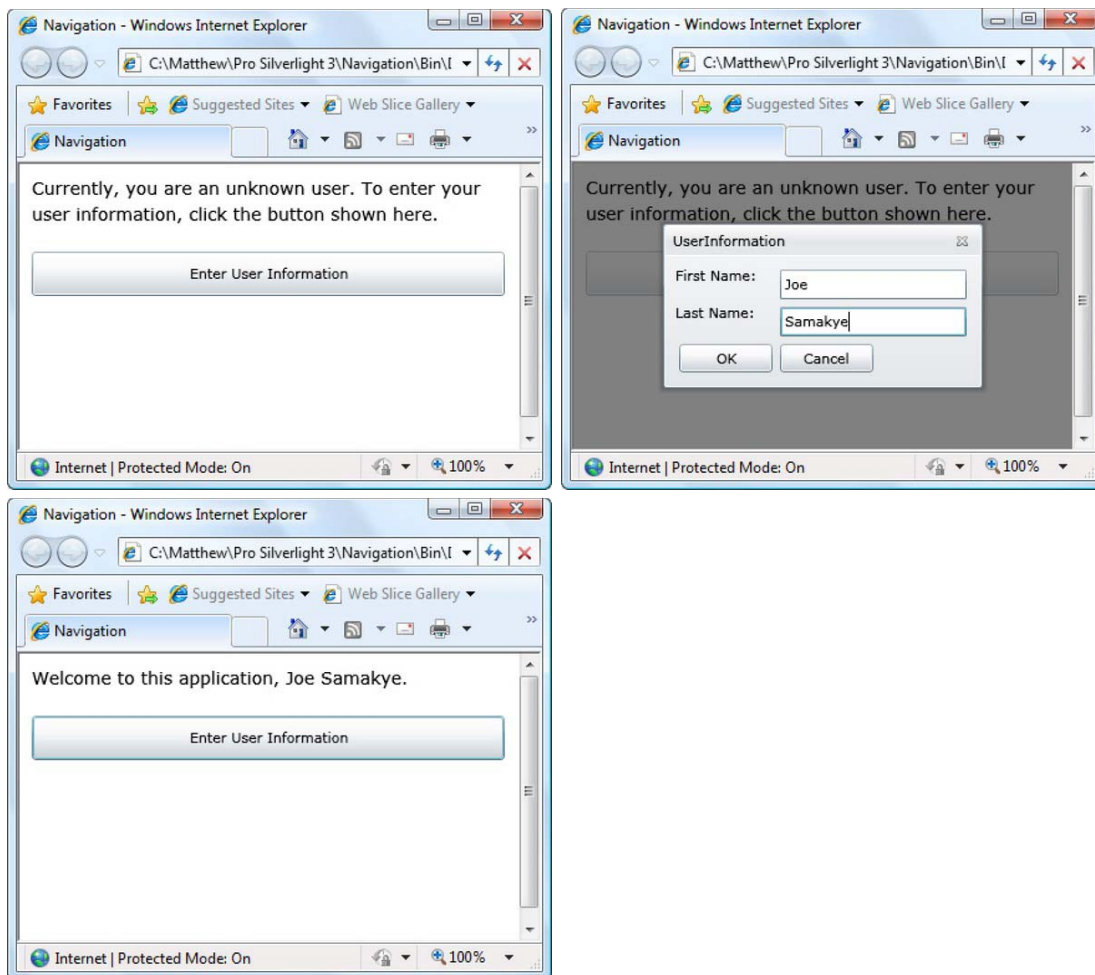 Navigation - Windows Internet Explorer
C:\Matthew\Pro Silverlight 3\Navigation\Bin\
Favorites Suggested Sites Web Slice Gallery
Navigation
Currently, you are an unknown user. To enter your
user information, click the button shown here.
Enter User Information
Internet | Protected Mode: On 100%
Navigation - Windows Internet Explorer
C:\Matthew\Pro Silverlight 3\Navigation\Bin\
Favorites Suggested Sites Web Slice Gallery
Navigation
Currently, you are an unknown user. To enter your
user information, click the button shown here.
UserInformation
First Name: Joe
Last Name: Samakye
OK Cancel
Internet | Protected Mode: On 100%
Navigation - Windows Internet Explorer
C:\Matthew\Pro Silverlight 3\Navigation\Bin\
Favorites Suggested Sites Web Slice Gallery
Navigation
Welcome to this application, Joe Samakye.
Enter User Information
Internet | Protected Mode: On 100%